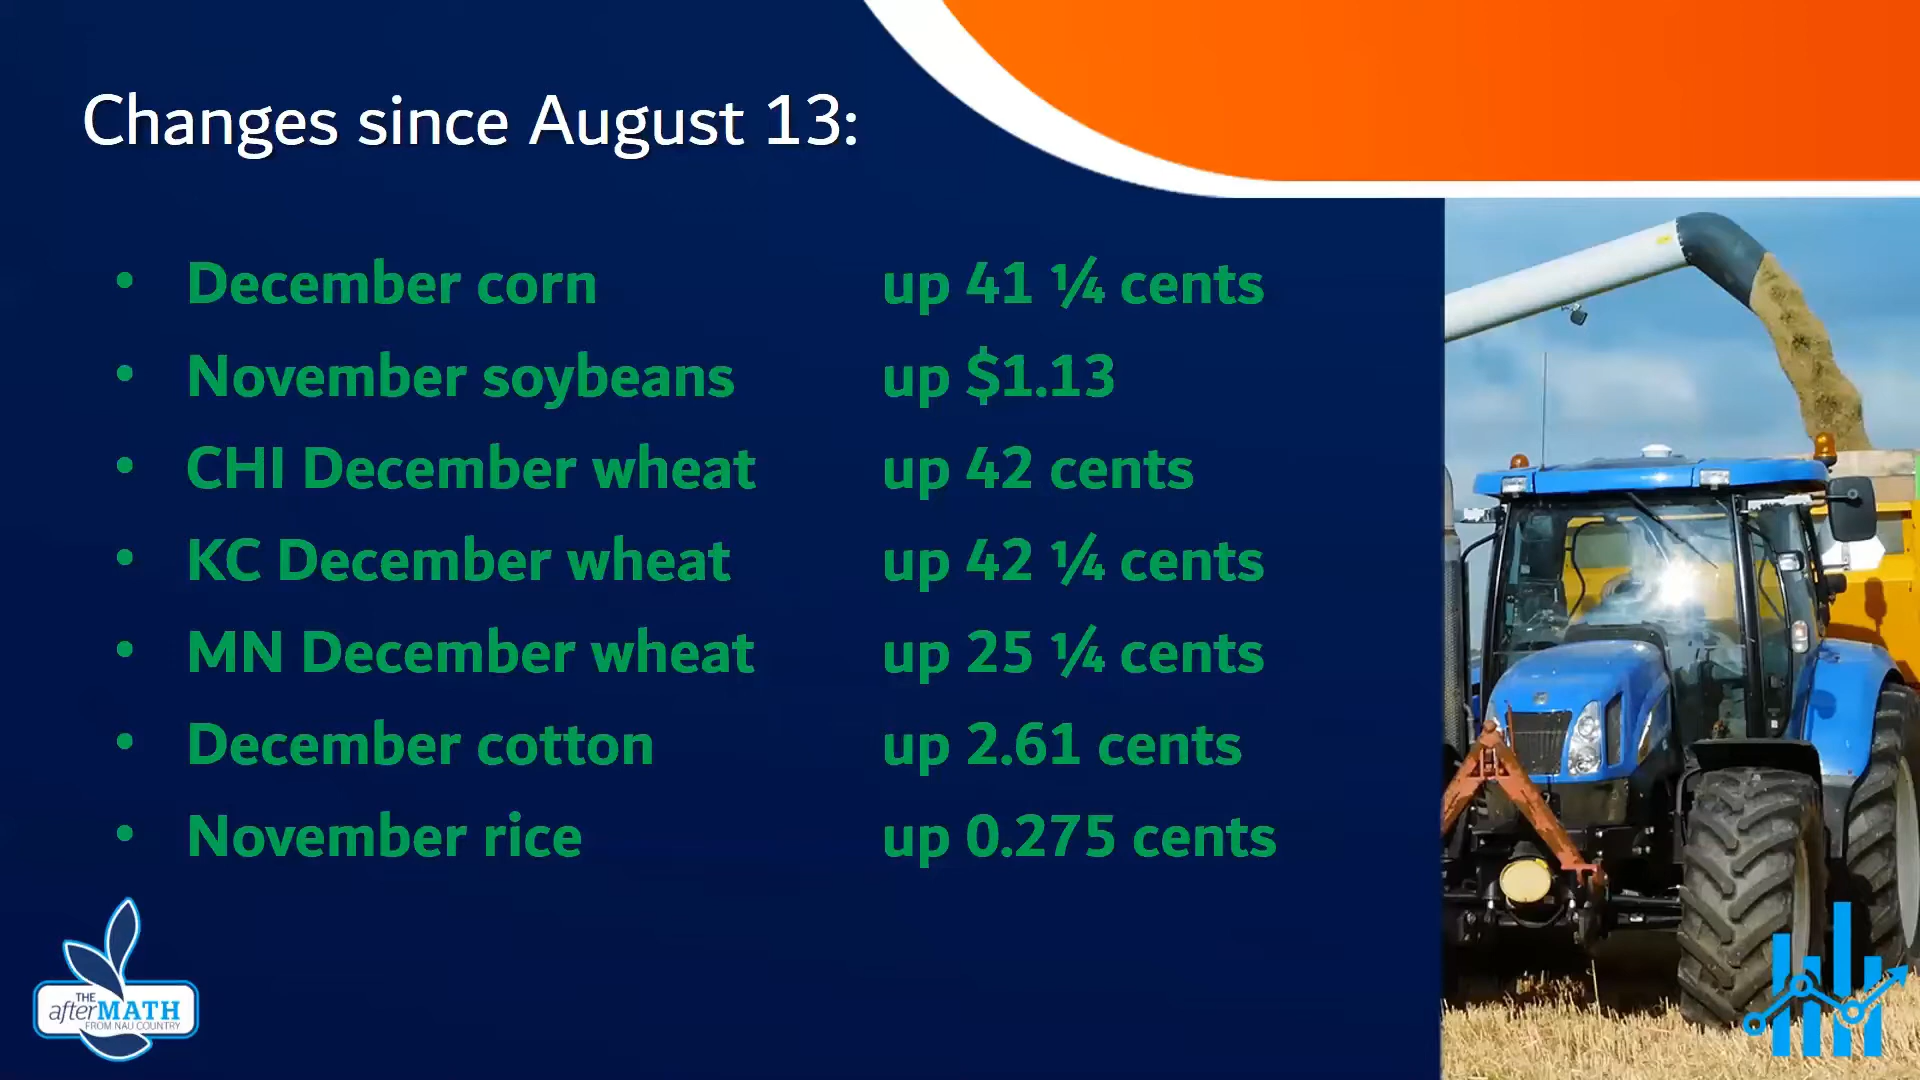 Changes since August 13:
• December corn up 41 ¼ cents
• November soybeans up $1.13
• CHI December wheat up 42 cents
• KC December wheat up 42 ¼ cents
• MN December wheat up 25 ¼ cents
• December cotton up 2.61 cents
• November rice up 0.275 cents
THE
afterMATH
FROM NAU COUNTRY